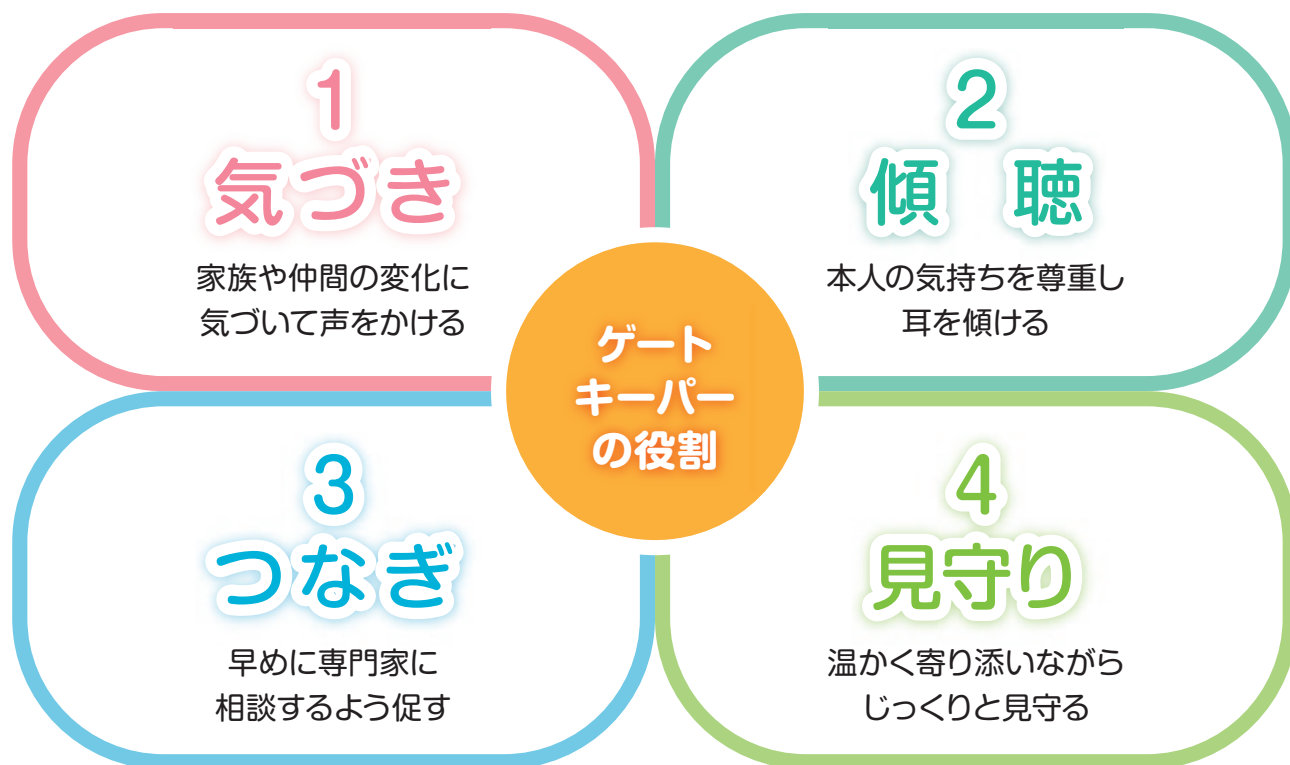 1
気づき
家族や仲間の変化に
気づいて声をかける
2
傾聴
本人の気持ちを尊重し
耳を傾ける
ゲート
キーパー
の役割
3
つなぎ
早めに専門家に
相談するよう促す
4
見守り
温かく寄り添いながら
じっくりと見守る